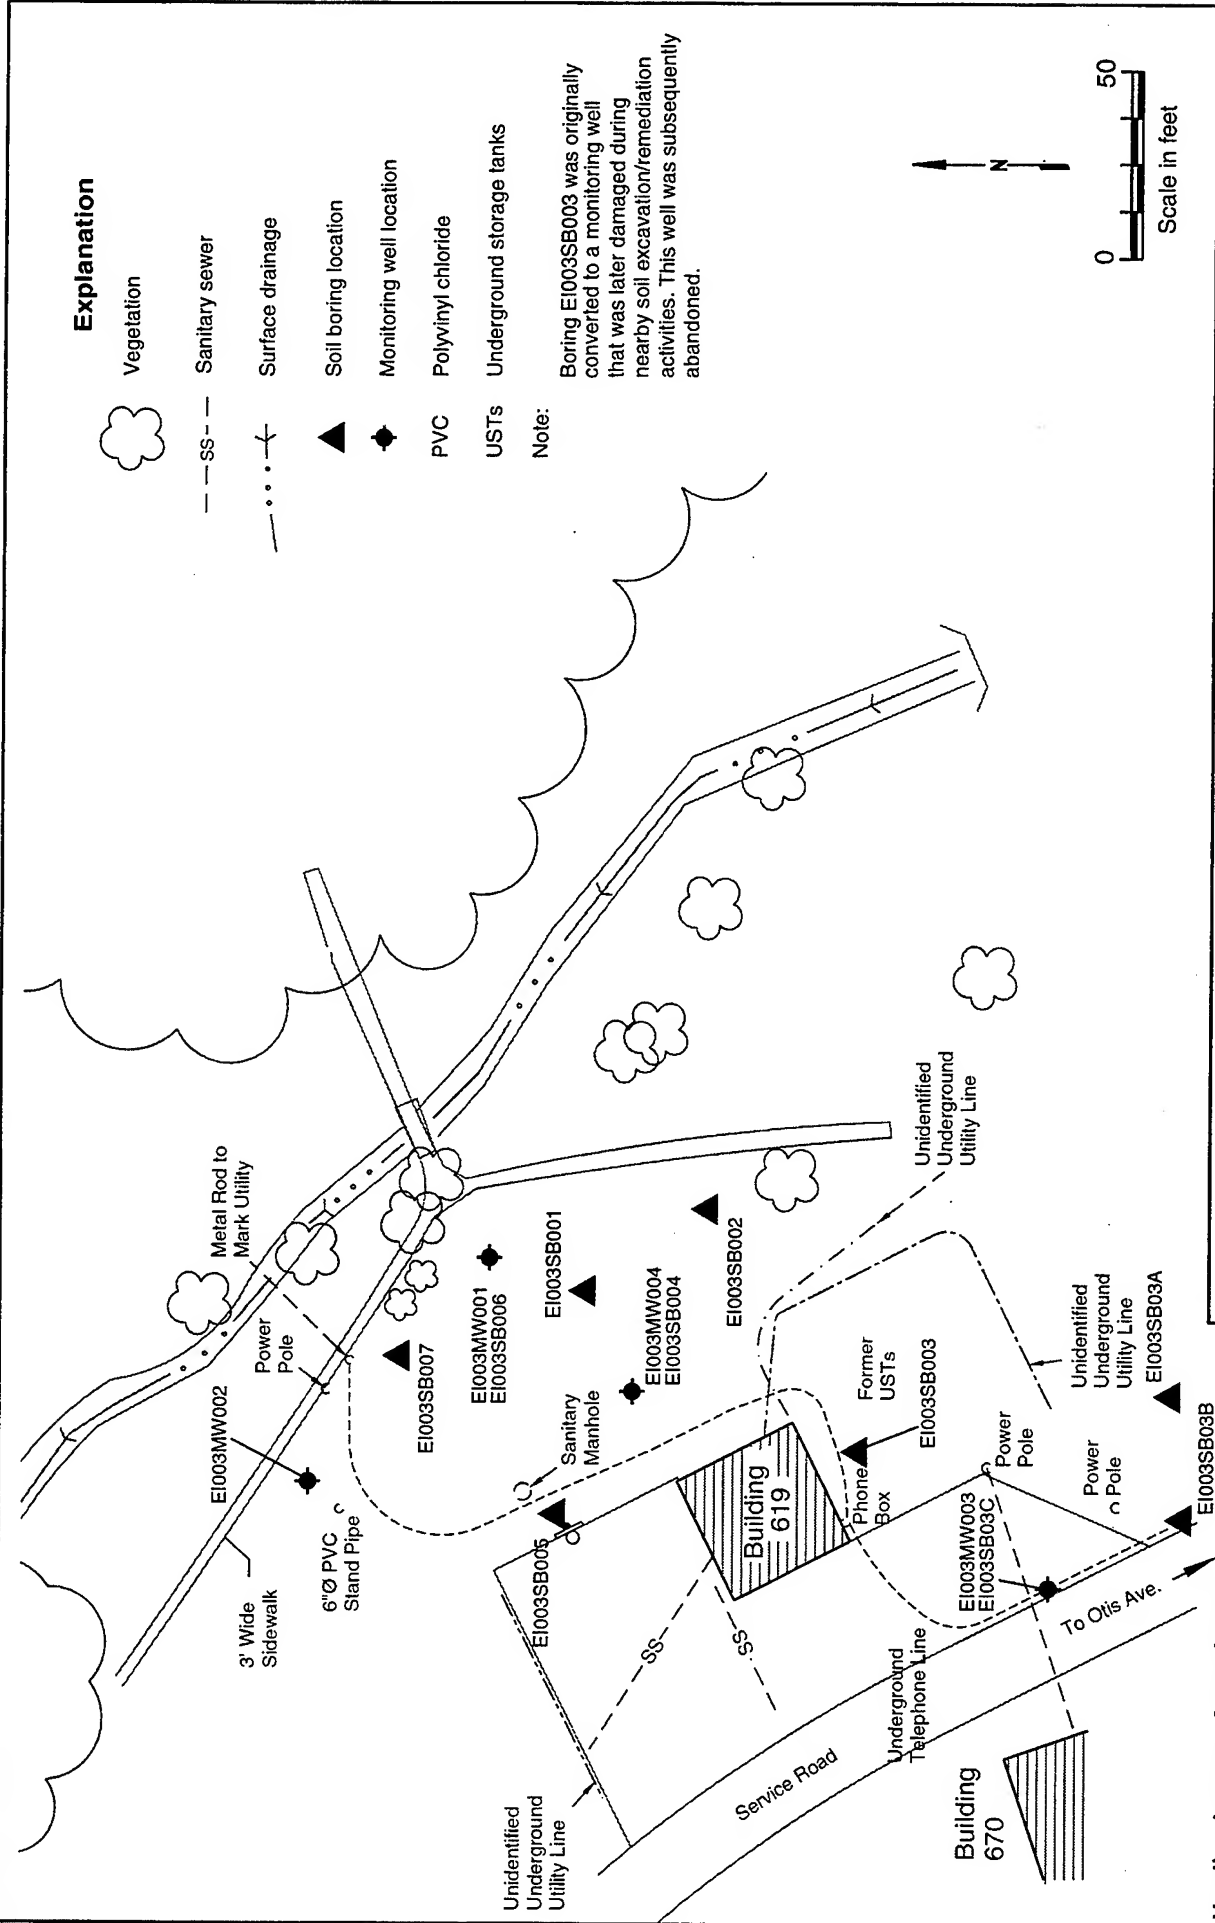 Explanation
Vegetation
SS
Sanitary sewer
Surface drainage
Soil boring location
Monitoring well location
PVC Polyvinyl chloride
USTs Underground storage tanks
Note:
Boring EI003SB003 was originally
converted to a monitoring well
that was later damaged during
nearby soil excavation/remediation
activities. This well was subsequently
abandoned.
N
0 50
Scale in feet
Metal Rod to
Mark Utility
Power
Pole
EI003MW002
3' Wide
Sidewalk
6"Ø PVC
Stand Pipe
EI003SB007
EI003MW001
EI003SB006
EI003SB001
Sanitary
Manhole
EI003MW004
EI003SB004
EI003SB002
EI003SB005
Unidentified
Underground
Utility Line
SS
SS
Building
619
Former
USTs
EI003SB003
Phone
Box
Unidentified
Underground
Utility Line
Unidentified
Underground
Utility Line
EI003SB03A
Power
Pole
Power
Pole
EI003MW003
EI003SB03C
EI003SB03B
Underground
Telephone Line
Service Road
To Otis Ave.
Building
670